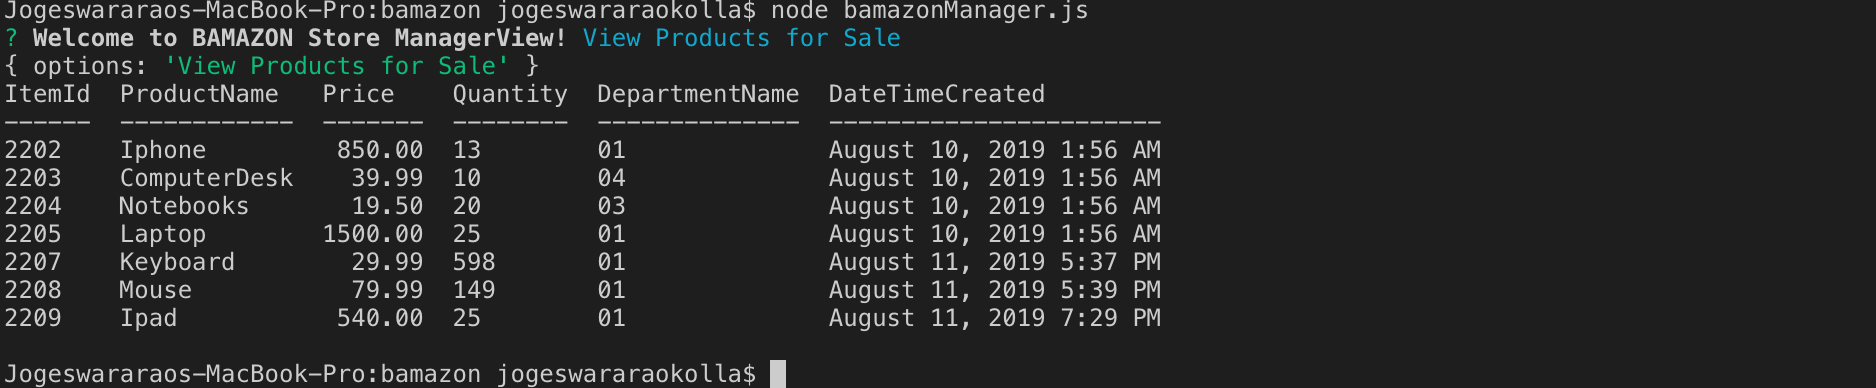 Jogeswararaos-MacBook-Pro:bamazon jogeswararaokolla$ node bamazonManager.js
? Welcome to BAMAZON Store ManagerView! View Products for Sale
{ options: 'View Products for Sale' }
ItemId  ProductName   Price    Quantity  DepartmentName  DateTimeCreated
------  ------------  -------  --------  --------------  -----------------------
2202    Iphone         850.00  13        01              August 10, 2019 1:56 AM
2203    ComputerDesk    39.99  10        04              August 10, 2019 1:56 AM
2204    Notebooks       19.50  20        03              August 10, 2019 1:56 AM
2205    Laptop        1500.00  25        01              August 10, 2019 1:56 AM
2207    Keyboard        29.99  598       01              August 11, 2019 5:37 PM
2208    Mouse           79.99  149       01              August 11, 2019 5:39 PM
2209    Ipad           540.00  25        01              August 11, 2019 7:29 PM
Jogeswararaos-MacBook-Pro:bamazon jogeswararaokolla$